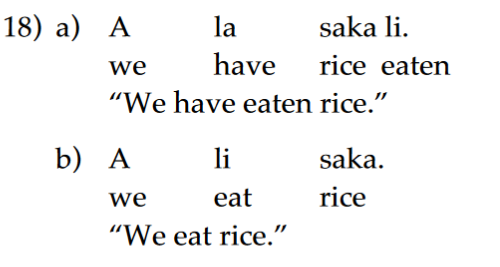 18) a) A la saka li.
we have rice eaten
“We have eaten rice.”
b) A li saka.
we eat rice
“We eat rice.”